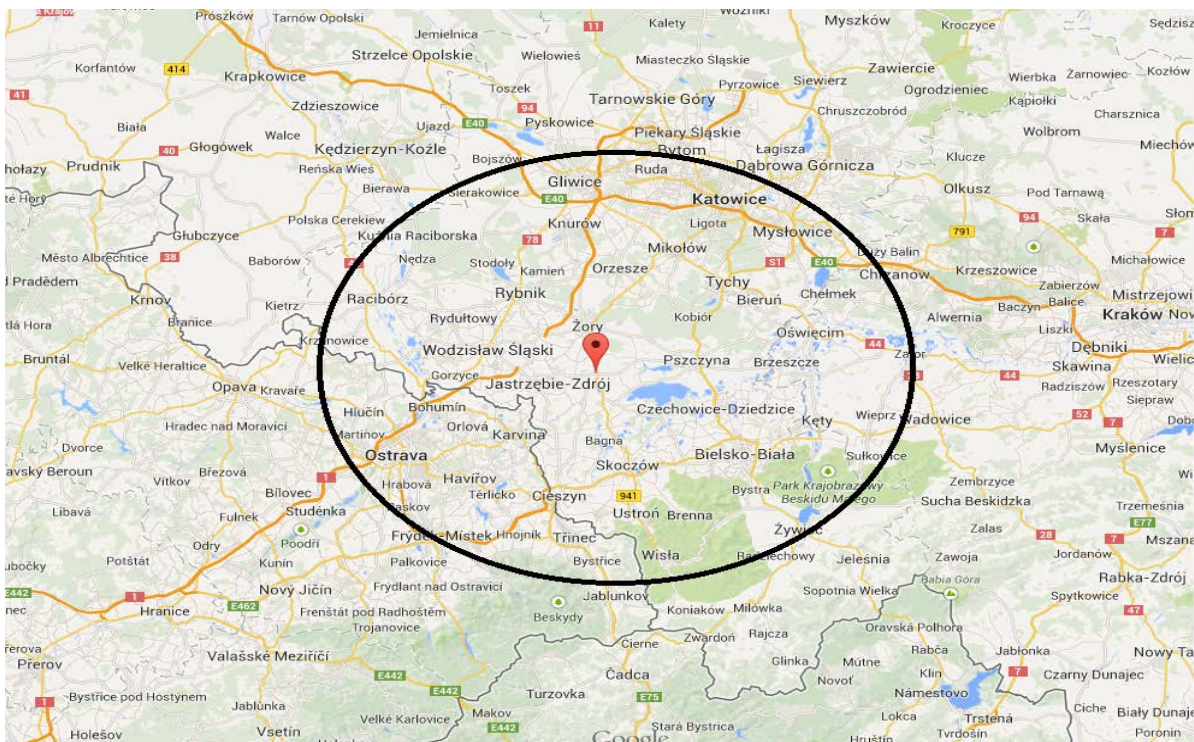 Prószków
Tarnów Opolski
43
Jemielnica
11
Kalety
Woźniki
Myszków
Kroczyce
78
Sędzisz
Korfantów
414
Krapkowice
Strzelce Opolskie
Wielowieś
Miasteczko Śląskie
Pyrzowice
Siewierz
Zawiercie
Ogrodzieniec
Wierbka
Żarnowiec
Kozłów
41
Zdzieszowice
Toszek
94
Tarnowskie Góry
Chruszczobród
Kąpiołki
Charsznica
Biała
Walce
Ujazd
E40
Pyskowice
Piekary Śląskie
Wolbrom
Głogówek
40
Kędzierzyn-Koźle
Bytom
Łagisza
Miechów
Prudnik
Reńska Wieś
Bojszów
Ruda
Dąbrowa Górnicza
Klucze
Bierawa
Sierakowice
Gliwice
E40
Katowice
Olkusz
Pod Tarnawą
Polska Cerekiew
Knurów
Ligota
Mysłowice
94
Skała
Głubczyce
Kuźnia Raciborska
78
Mikołów
791
7
Město Albrechtice
38
Baborów
Nędza
Stodoły
Kamień
Orzesze
S1
E40
Krzeszowice
Michałowice
Tychy
Chrzanów
Zabierzów
Krnov
Kietrz
Racibórz
Rybnik
Bieruń
Chełmek
Baczyn
Balice
Mistrzejowi
Branice
Rydułtowy
Żory
Kobiór
Oświęcim
Alwernia
Kraków
Liszki
Bruntál
Velké Heraltice
Wodzisław Śląski
Pszczyna
Brzeszcze
44
Zator
Dębniki
Skawina
Opava
Kravaře
Gorzyce
Jastrzębie-Zdrój
44
Radziszów
Rzeszotary
Hlučín
Bohumín
Czechowice-Dziedzice
Siepraw
Hradec nad Moravicí
Martinov
Orlová
Karvina
Bagna
Kęty
Wieprz
Wadowice
52
7
Dvorce
Ostrava
Bielsko-Biała
Sułkowice
Myślenice
Březová
1
Skoczów
Vítkov
Hrabová
Havířov
Park Krajobrazowy
Beskidu Małego
Zembrzyce
Bílovec
Těrlicko
Cieszyn
941
Bystra
Sucha Beskidzka
Trzemeśnia
Libavá
Studénka
Ustroń
Brenna
E77
Fulnek
Frýdek-Místek
Hnojník
Třinec
Żywiec
28
Zalas
7
Odry
Poodří
Wisła
Jordanów
Potštát
Kunín
Palkovice
Bystřice
Jeleśnia
Zawoja
Nový Jičín
Frýdlant nad Ostravicí
Babia Góra
Rabka-Zdrój
E442
1
E462
Jablunkov
Sopotnia Wielka
Spytkowice
Hranice
Frenštát pod Radhoštěm
Beskydy
Koniaków
Milówka
47
Trojanovice
Oravská Polhora
Cierne
Zwardoń
Rajcza
Valašské Meziříčí
Rabča
Jabłonka
Přerov
E442
Čadca
Glinka
Mútne
Klin
7
Czarny Dunajec
Bystřice pod Hostýnem
Turzovka
E75
Novoť
Námestovo
Jablůnka
Velké Karlovice
Makov
Lokca
Trstená
Ciche
Biały Dunajec
Vsetín
E442
Stará Bystrica
Tvrdošín
Poronin
Holešov
Google
Hruštín